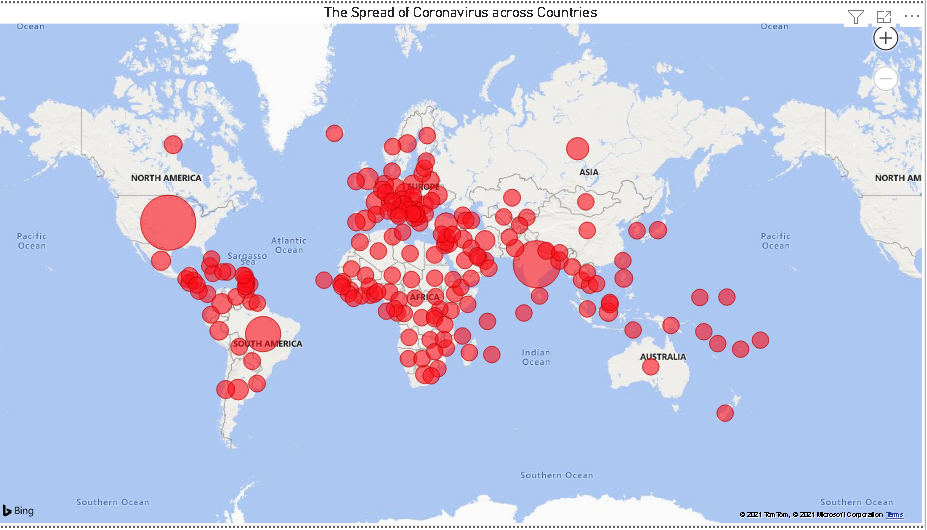 The Spread of Coronavirus across Countries
Ocean
Ocean
NORTH AMERICA
ASIA
NORTH AM
EUROPE
Pacific
Ocean
Atlantic
Ocean
Pacific
Ocean
Sargasso
Sea
AFRICA
SOUTH AMERICA
Indian
Ocean
AUSTRALIA
Southern Ocean
Southern Ocean
Southern Ocean
Bing
© 2021 TomTom, © 2021 Microsoft Corporation Terms